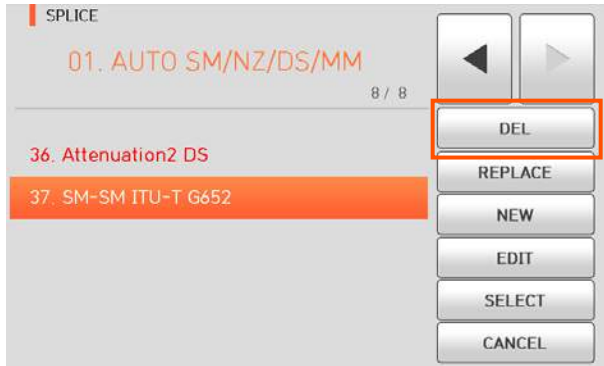 SPLICE
01. AUTO SM/NZ/DS/MM
8 / 8
36. Attenuation2 DS
37. SM-SM ITU-T G652
DEL
REPLACE
NEW
EDIT
SELECT
CANCEL